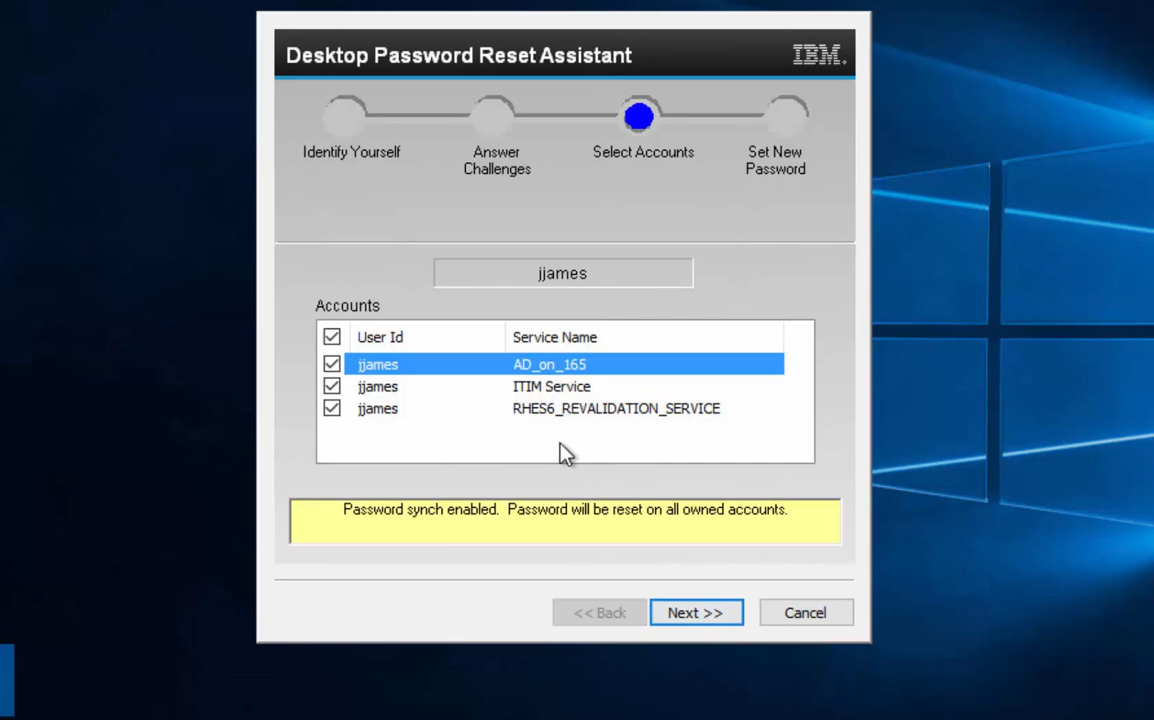 Desktop Password Reset Assistant
IBM.
Identify Yourself
Answer
Challenges
Select Accounts
Set New
Password
jjames
Accounts
User Id Service Name
jjames AD_on_165
jjames ITIM Service
jjames RHES6_REVALIDATION_SERVICE
Password synch enabled. Password will be reset on all owned accounts.
<< Back Next >> Cancel